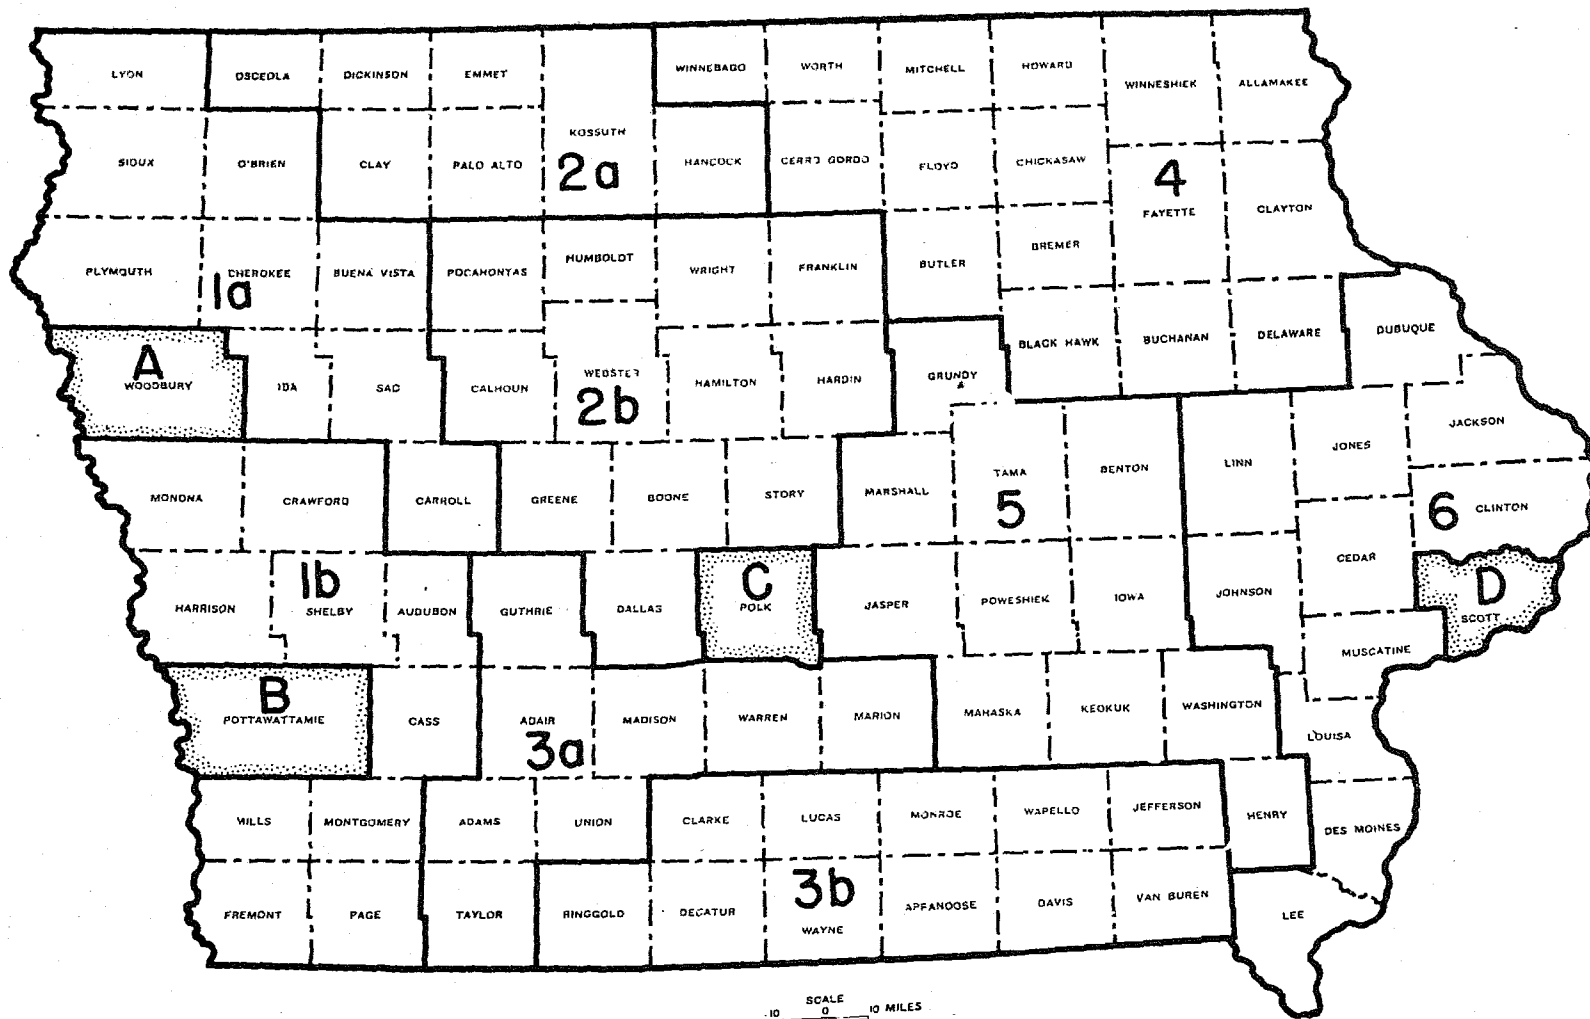 LYON OSCEOLA DICKINSON EMMET WINNEBAGO WORTH MITCHELL HOWARD WINNESHIEK ALLAMAKEE
KOSSUTH
SIOUX O'BRIEN CLAY PALO ALTO 2a HANCOCK CERRO GORDO FLOYD CHICKASAW 4
FAYETTE CLAYTON
PLYMOUTH CHEROKEE BUENA VISTA POCAHONTAS HUMBOLDT WRIGHT FRANKLIN BUTLER BREMER
1a
A BLACK HAWK BUCHANAN DELAWARE DUBUQUE
WOODBURY IDA SAC CALHOUN WEBSTER HAMILTON HARDIN GRUNDY
2b
JACKSON
MONONA CRAWFORD CARROLL GREENE BOONE STORY MARSHALL TAMA BENTON LINN JONES
5 6 CLINTON
1b C CEDAR D
HARRISON SHELBY AUDUBON GUTHRIE DALLAS POLK JASPER POWESHIEK IOWA JOHNSON SCOTT
MUSCATINE
B
POTTAWATTAMIE CASS ADAIR MADISON WARREN MARION MAHASKA KEOKUK WASHINGTON
3a LOUISA
MILLS MONTGOMERY ADAMS UNION CLARKE LUCAS MONROE WAPELLO JEFFERSON HENRY DES MOINES
3b
FREMONT PAGE TAYLOR RINGGOLD DECATUR WAYNE APPANOOSE DAVIS VAN BUREN LEE
SCALE
10 0 10 MILES